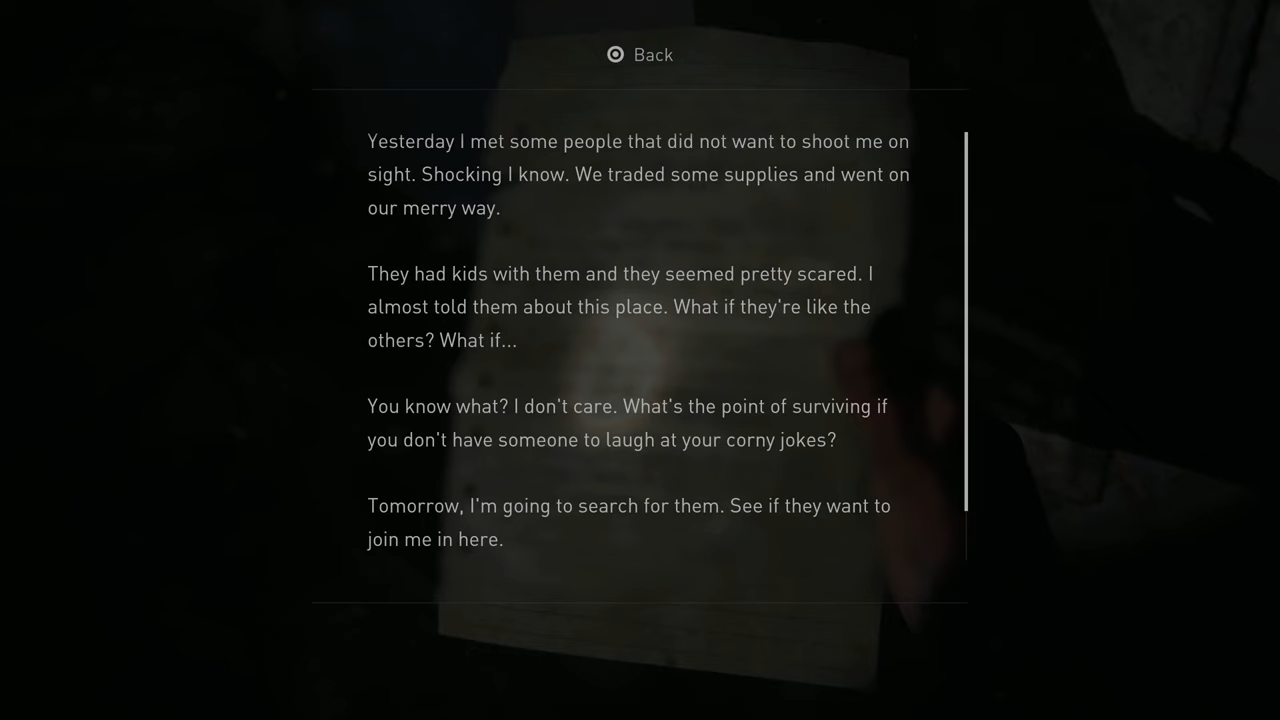 Back
Yesterday I met some people that did not want to shoot me on
sight. Shocking I know. We traded some supplies and went on
our merry way.
They had kids with them and they seemed pretty scared. I
almost told them about this place. What if they're like the
others? What if...
You know what? I don't care. What's the point of surviving if
you don't have someone to laugh at your corny jokes?
Tomorrow, I'm going to search for them. See if they want to
join me in here.